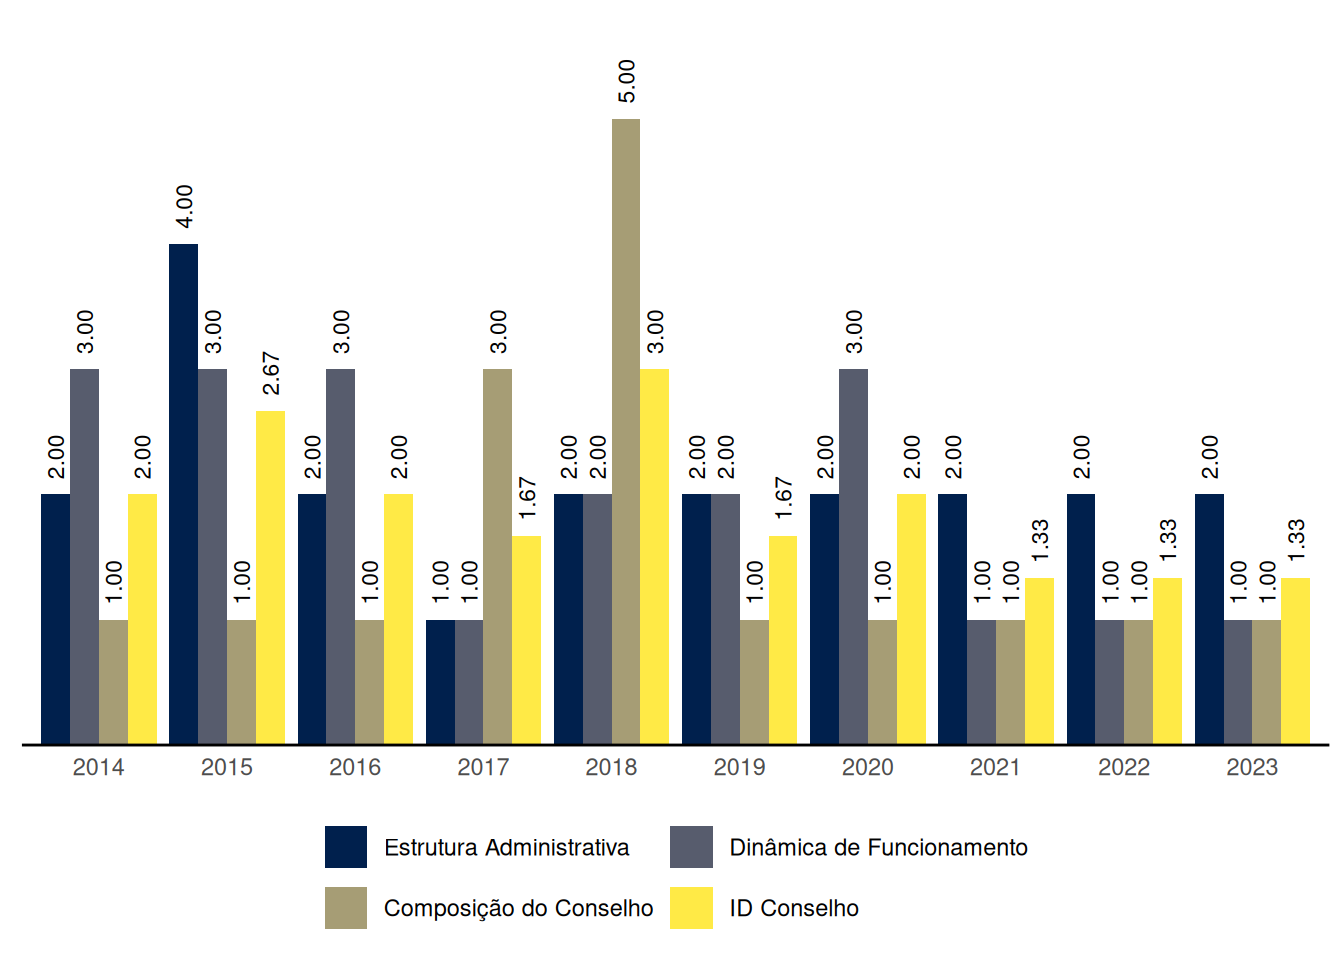 5.00
4.00
3.00 3.00 3.00 3.00 3.00 3.00
2.67
2.00 2.00 2.00 2.00 2.00 2.00 2.00 2.00 2.00 2.00 2.00 2.00 2.00
1.67 1.67
1.33 1.33 1.33
1.00 1.00 1.00 1.00 1.00 1.00 1.00 1.00 1.00 1.00 1.00 1.00 1.00
2014 2015 2016 2017 2018 2019 2020 2021 2022 2023
Estrutura Administrativa Dinâmica de Funcionamento
Composição do Conselho ID Conselho